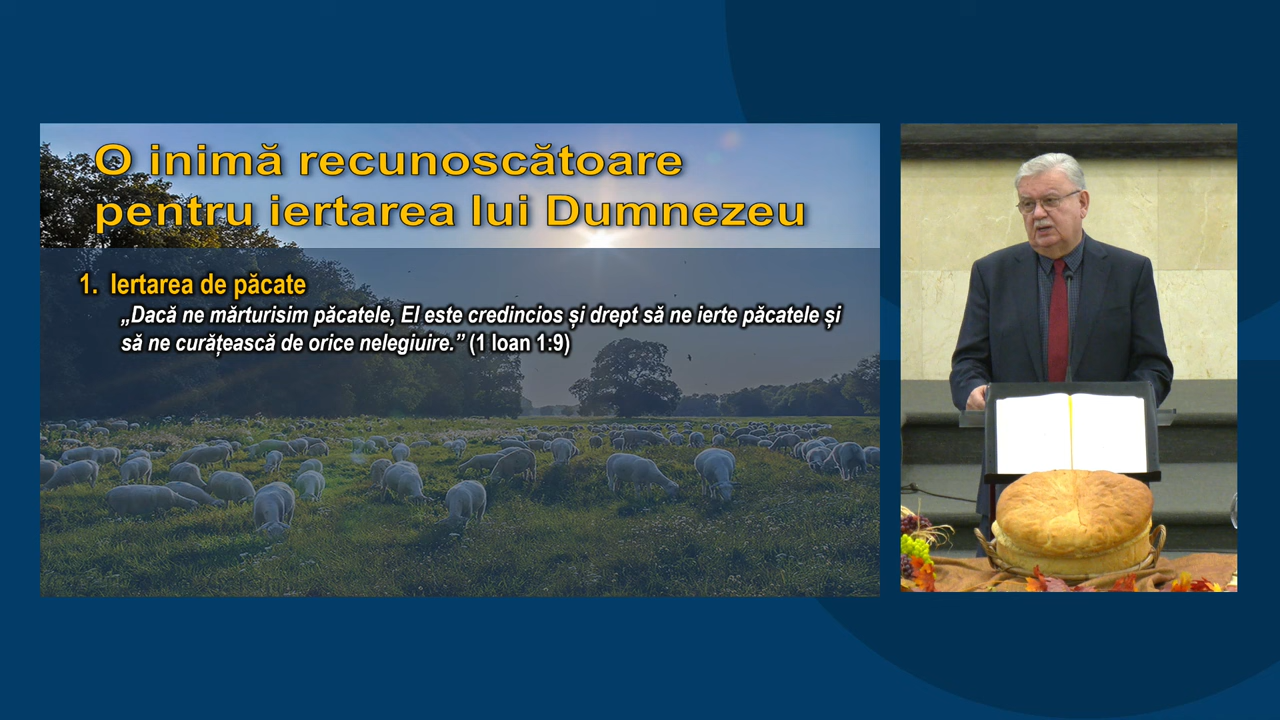 O inimă recunoscătoare
pentru iertarea lui Dumnezeu
1. Iertarea de păcate
„Dacă ne mărturisim păcatele, El este credincios și drept să ne ierte păcatele și
să ne curățească de orice nelegiuire.” (1 Ioan 1:9)